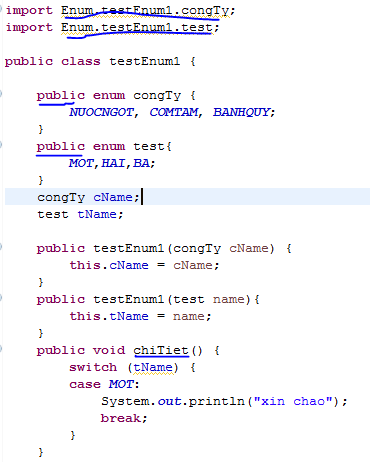 import Enum.testEnum1.congTy;
import Enum.testEnum1.test;
public class testEnum1 {
public enum congTy {
NUOCNGOT, COMTAM, BANHQUY;
}
public enum test{
MOT,HAI,BA;
}
congTy cName;
test tName;
public testEnum1(congTy cName) {
this.cName = cName;
}
public testEnum1(test name){
this.tName = name;
}
public void chiTiet() {
switch (tName) {
case MOT:
System.out.println("xin chao");
break;
}
}